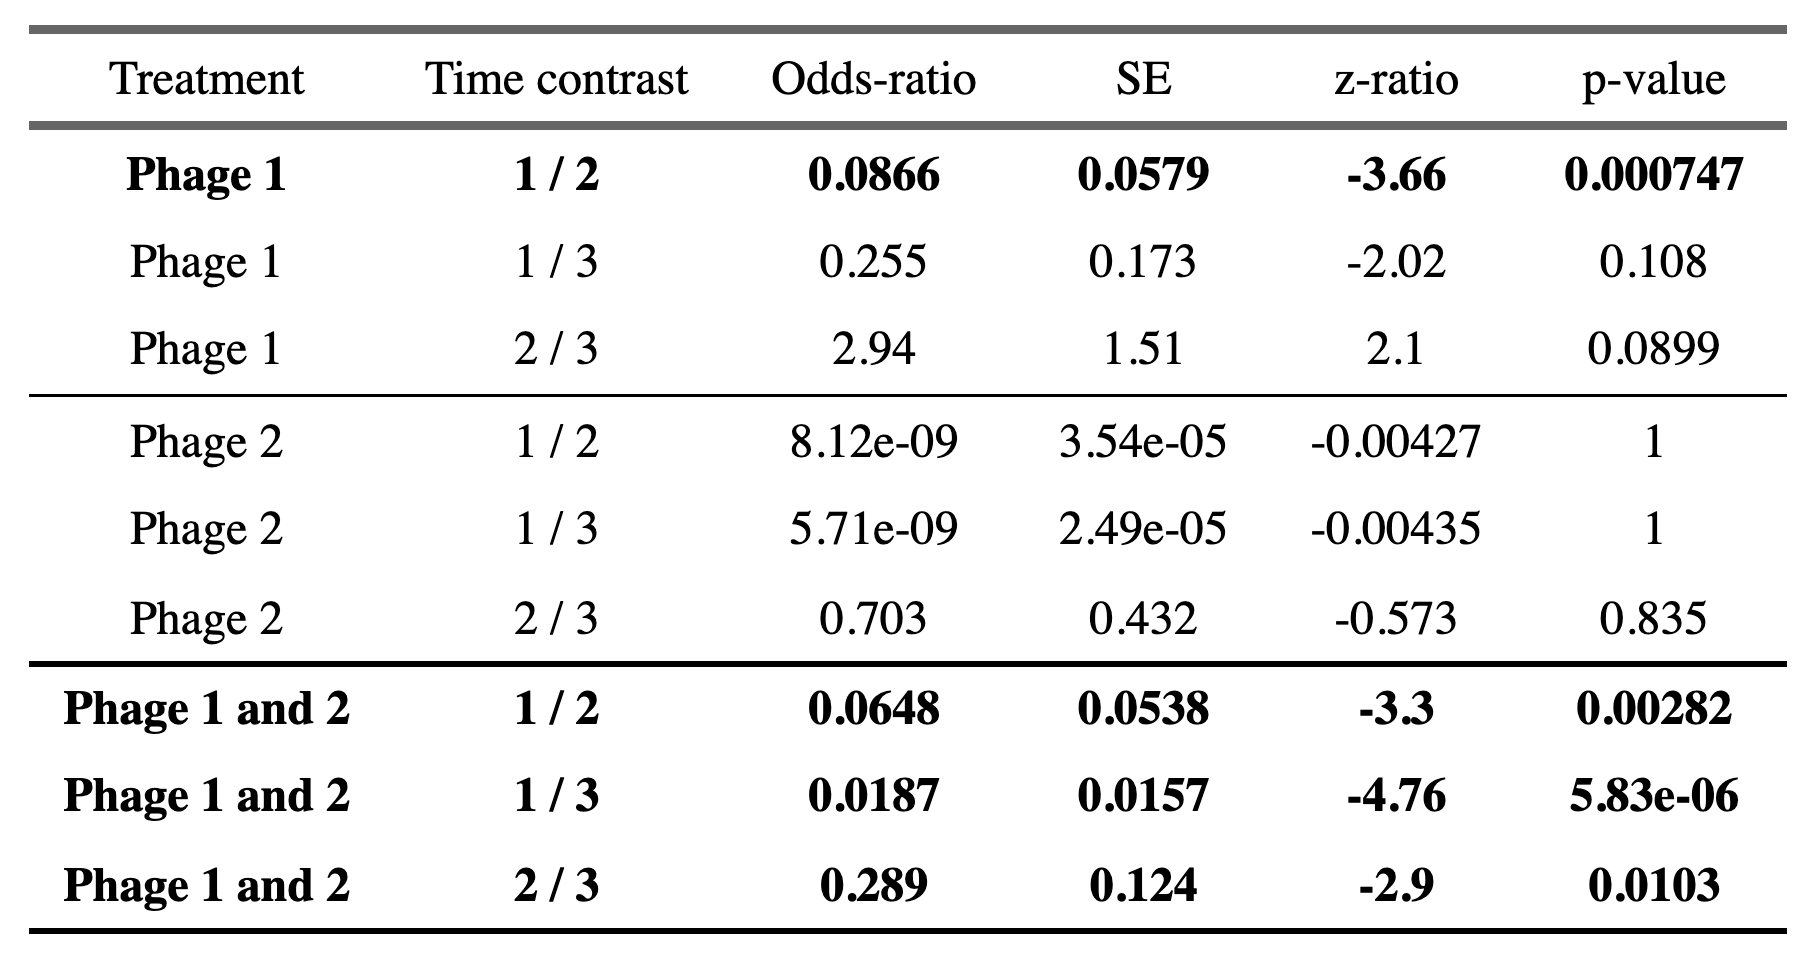 Treatment Time contrast Odds-ratio SE z-ratio p-value
Phage 1 1 / 2 0.0866 0.0579 -3.66 0.000747
Phage 1 1 / 3 0.255 0.173 -2.02 0.108
Phage 1 2 / 3 2.94 1.51 2.1 0.0899
Phage 2 1 / 2 8.12e-09 3.54e-05 -0.00427 1
Phage 2 1 / 3 5.71e-09 2.49e-05 -0.00435 1
Phage 2 2 / 3 0.703 0.432 -0.573 0.835
Phage 1 and 2 1 / 2 0.0648 0.0538 -3.3 0.00282
Phage 1 and 2 1 / 3 0.0187 0.0157 -4.76 5.83e-06
Phage 1 and 2 2 / 3 0.289 0.124 -2.9 0.0103